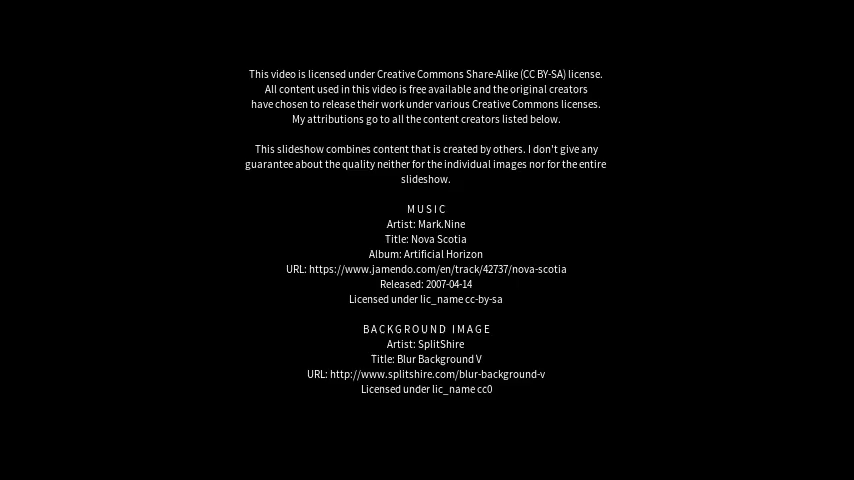 This video is licensed under Creative Commons Share-Alike (CC BY-SA) license.
All content used in this video is free available and the original creators
have chosen to release their work under various Creative Commons licenses.
My attributions go to all the content creators listed below.
This slideshow combines content that is created by others. I don't give any
guarantee about the quality neither for the individual images nor for the entire
slideshow.
MUSIC
Artist: Mark.Nine
Title: Nova Scotia
Album: Artificial Horizon
URL: https://www.jamendo.com/en/track/42737/nova-scotia
Released: 2007-04-14
Licensed under lic_name cc-by-sa
BACKGROUND IMAGE
Artist: SplitShire
Title: Blur Background V
URL: http://www.splitshire.com/blur-background-v
Licensed under lic_name cc0